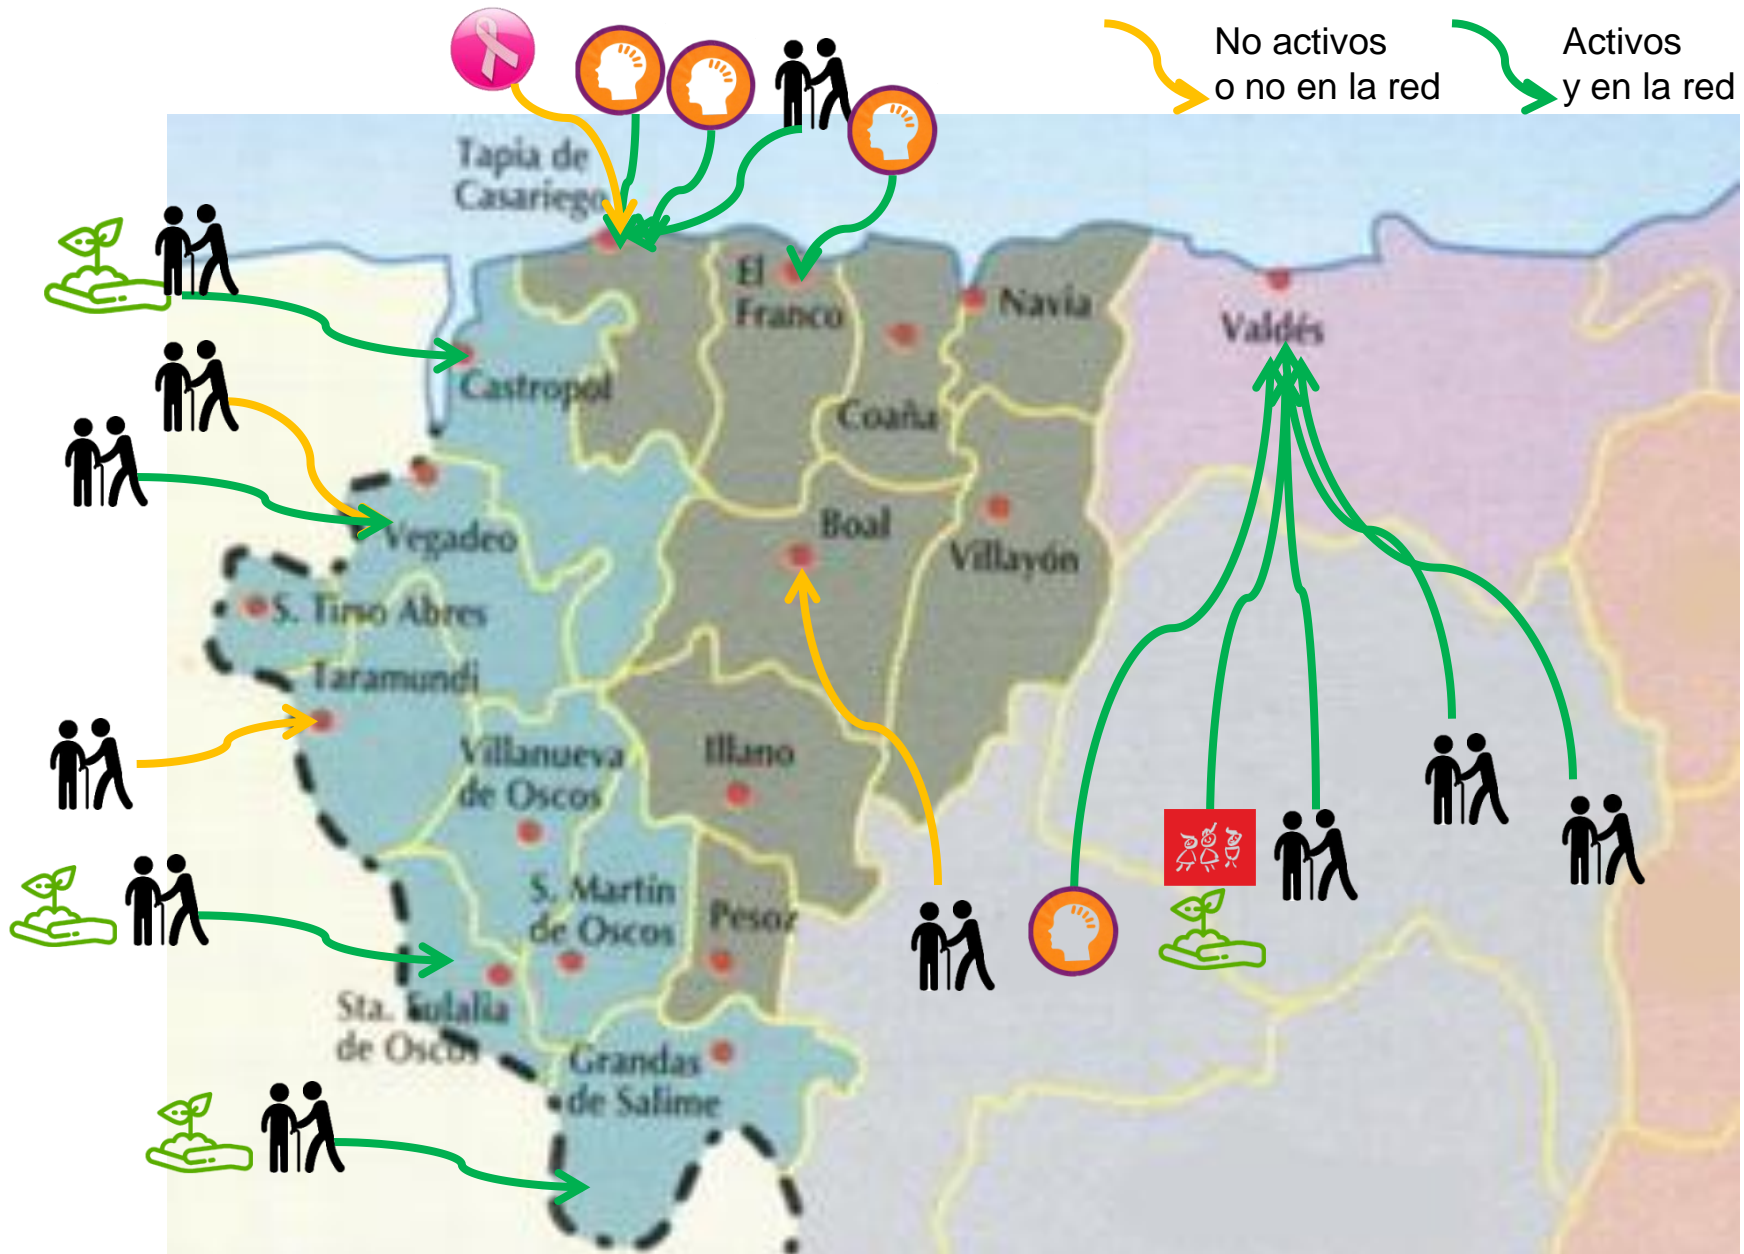 No activos
o no en la red
Activos
y en la red
Tapia de
Casariego
El
Franco
Navia
Valdés
Castropol
Coaña
Vegadeo
Boal
Villayón
S. Tirso Abres
Taramundi
Villanueva
de Oscos
Illano
S. Martín
de Oscos
Pesoz
Sta. Eulalia
de Oscos
Grandas
de Salime